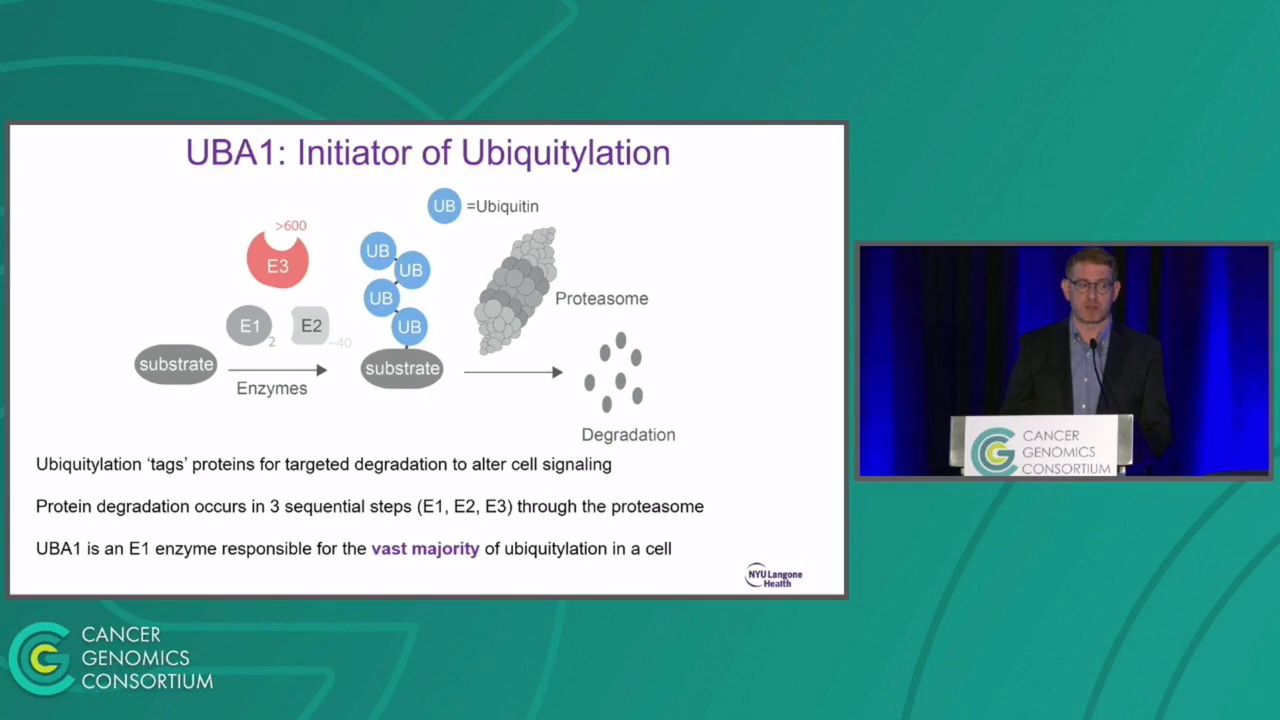 UBA1: Initiator of Ubiquitylation
UB =Ubiquitin
>600
E3
UB
UB
UB
UB
E1
2
E2
~40
Proteasome
substrate
Enzymes
substrate
Degradation
Ubiquitylation ‘tags’ proteins for targeted degradation to alter cell signaling
Protein degradation occurs in 3 sequential steps (E1, E2, E3) through the proteasome
UBA1 is an E1 enzyme responsible for the vast majority of ubiquitylation in a cell
NYU Langone
Health
CANCER
GENOMICS
CONSORTIUM
CANCER
GENOMICS
CONSORTIUM